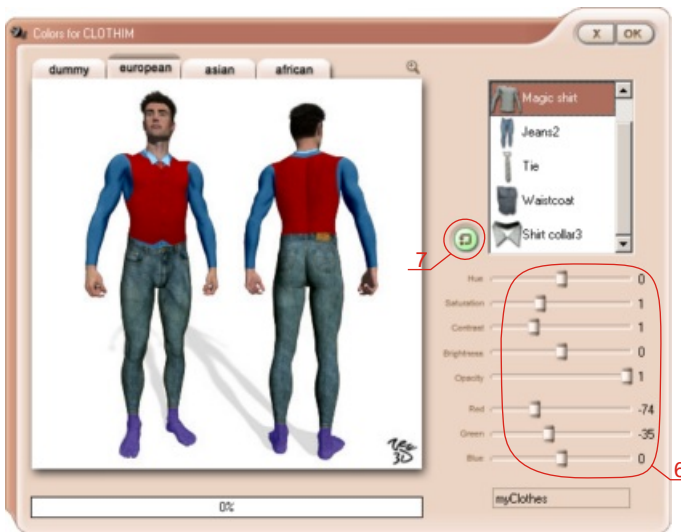 Colors for CLOTHIM
X OK
dummy european asian african
Magic shirt
Jeans2
Tie
Waistcoat
Shirt collar3
7
Hue 0
Saturation 1
Contrast 1
Brightness 0
Opacity 1
Red -74
Green -35
Blue 0
6
3D
0%
myClothes